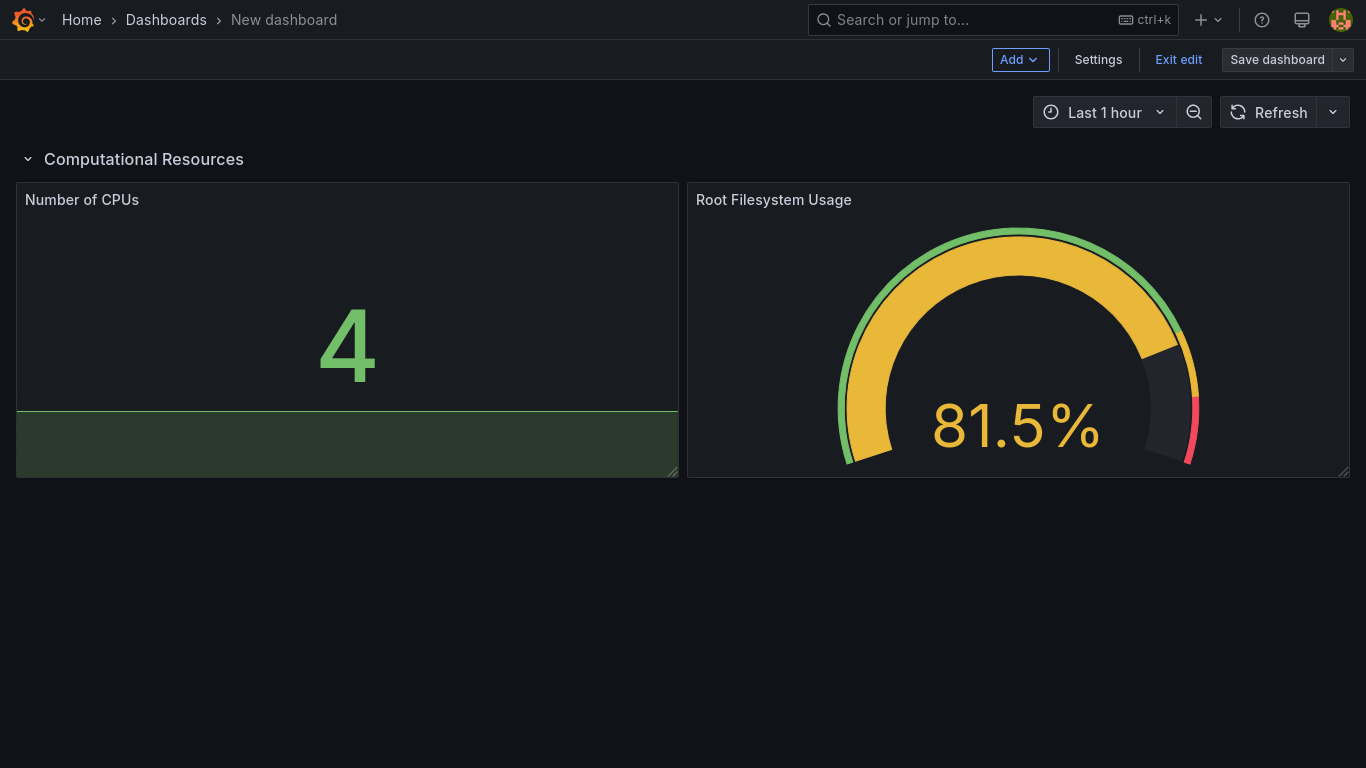 Home › Dashboards › New dashboard
Search or jump to...
ctrl+k
Add
Settings
Exit edit
Save dashboard
Last 1 hour
Refresh
Computational Resources
Number of CPUs
4
Root Filesystem Usage
81.5%